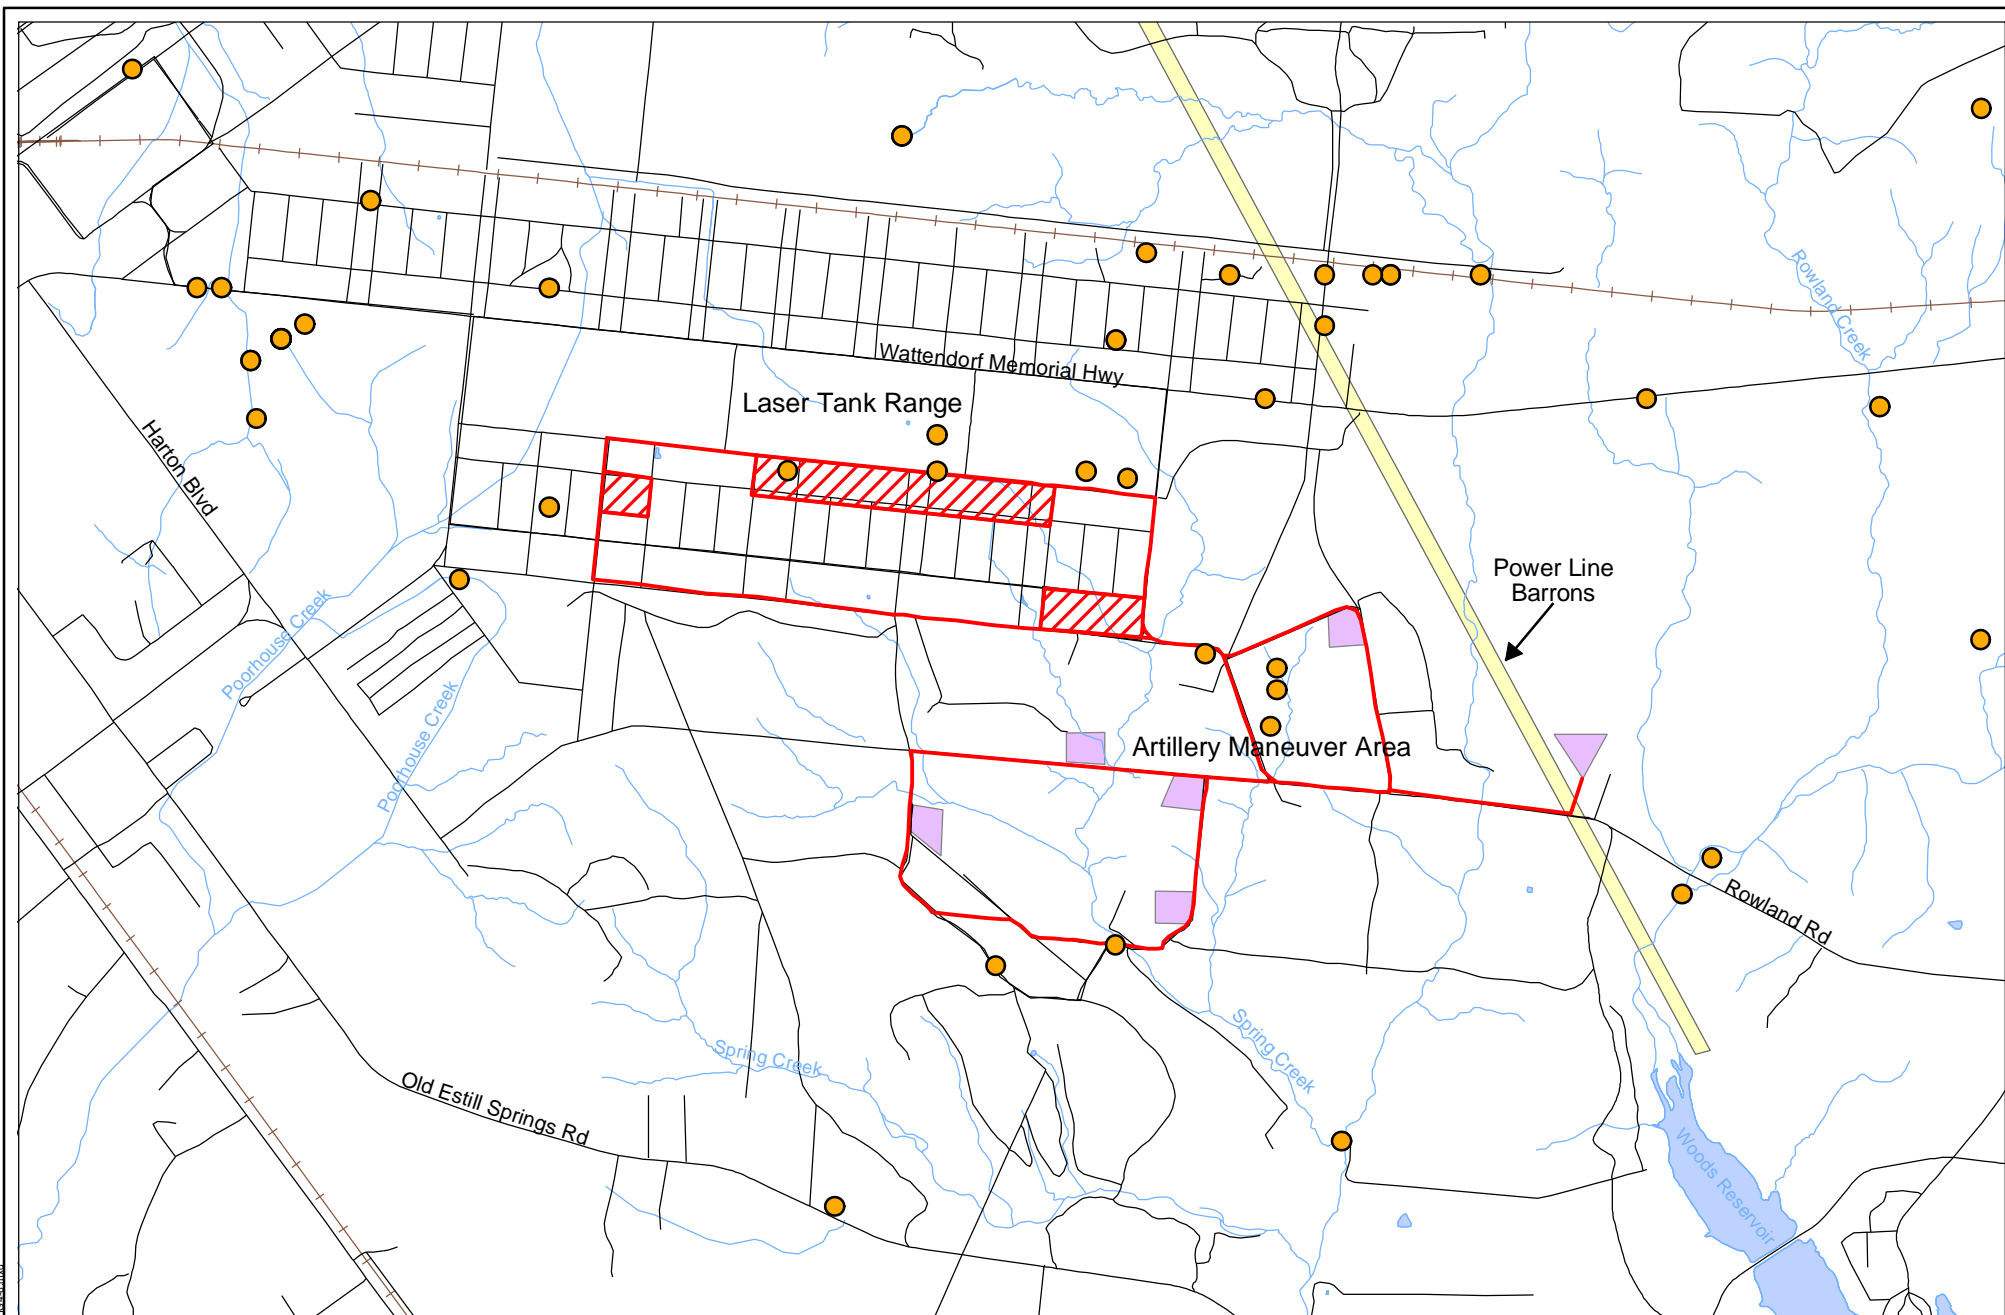 Rowland Creek
Wattendorf Memorial Hwy
Laser Tank Range
Harton Blvd
Power Line
Barrons
Poorhouse Creek
Poorhouse Creek
Artillery Maneuver Area
Rowland Rd
Spring Creek
Spring Creek
Old Estill Springs Rd
Woods Reservoir